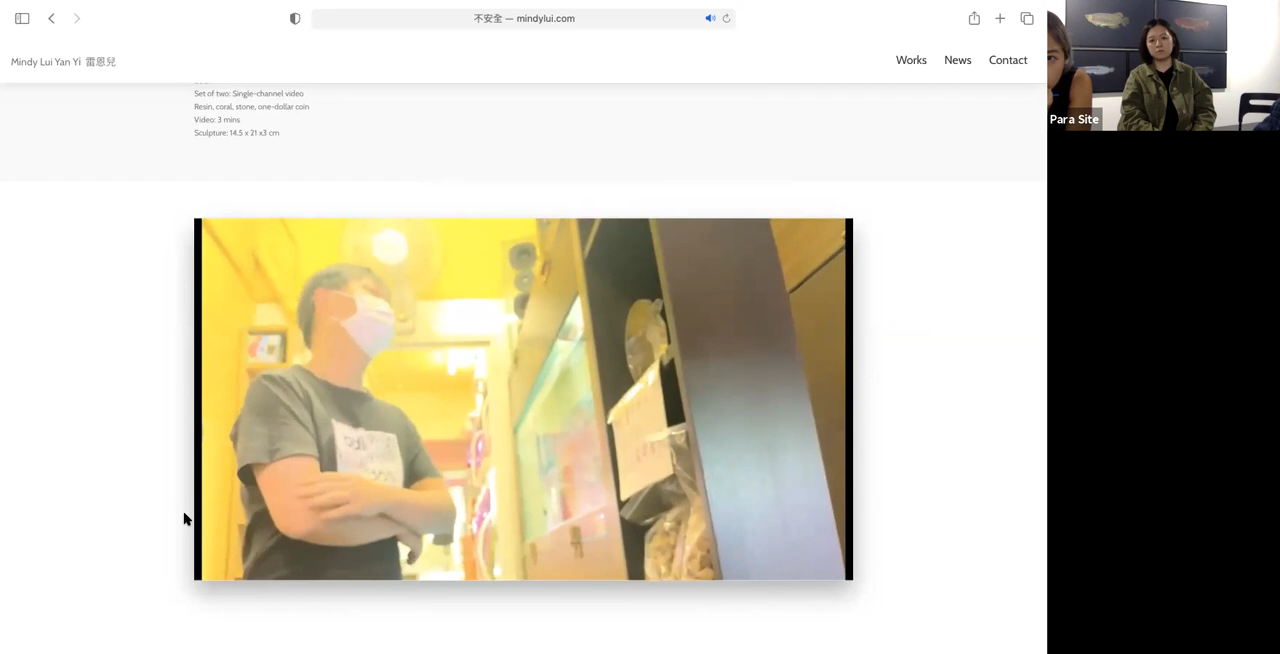 不安全 — mindylui.com
Mindy Lui Yan Yi 雷恩兒
Works News Contact
Set of two: Single-channel video
Resin, coral, stone, one-dollar coin
Video: 3 mins
Sculpture: 14.5 x 21 x3 cm
Para Site